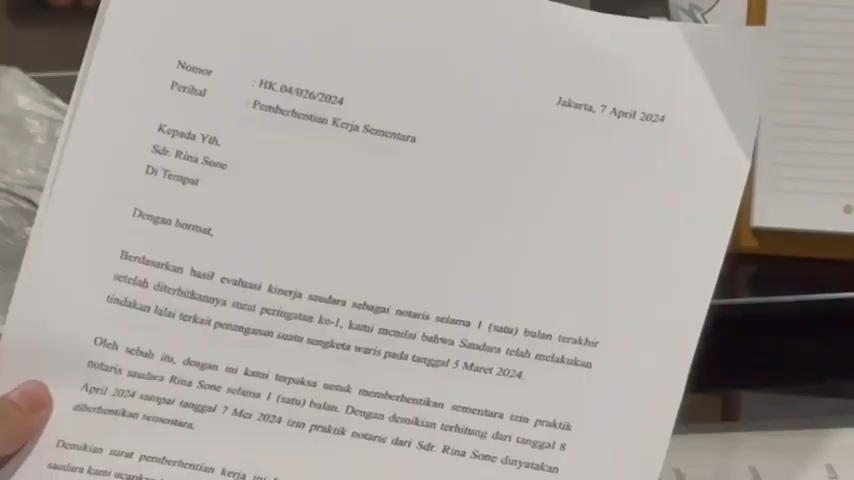 Nomor : HK.04/026/2024 Jakarta, 7 April 2024
Perihal : Pemberhentian Kerja Sementara
Kepada Yth.
Sdr. Rina Sone
Di Tempat
Dengan hormat,
Berdasarkan hasil evaluasi kinerja saudara sebagai notaris selama 1 (satu) bulan terakhir
setelah diterbitkannya surat peringatan ke-1, kami menilai bahwa Saudara telah melakukan
tindakan lalai terkait penanganan suatu sengketa waris pada tanggal 5 Maret 2024.
Oleh sebab itu, dengan ini kami terpaksa untuk memberhentikan sementara izin praktik
notaris saudara Rina Sone selama 1 (satu) bulan. Dengan demikian terhitung dari tanggal 8
April 2024 sampai tanggal 7 Mei 2024 izin praktik notaris dari Sdr. Rina Sone dinyatakan
diberhentikan sementara.
Demikian surat pemberhentian kerja ini
saudara kami